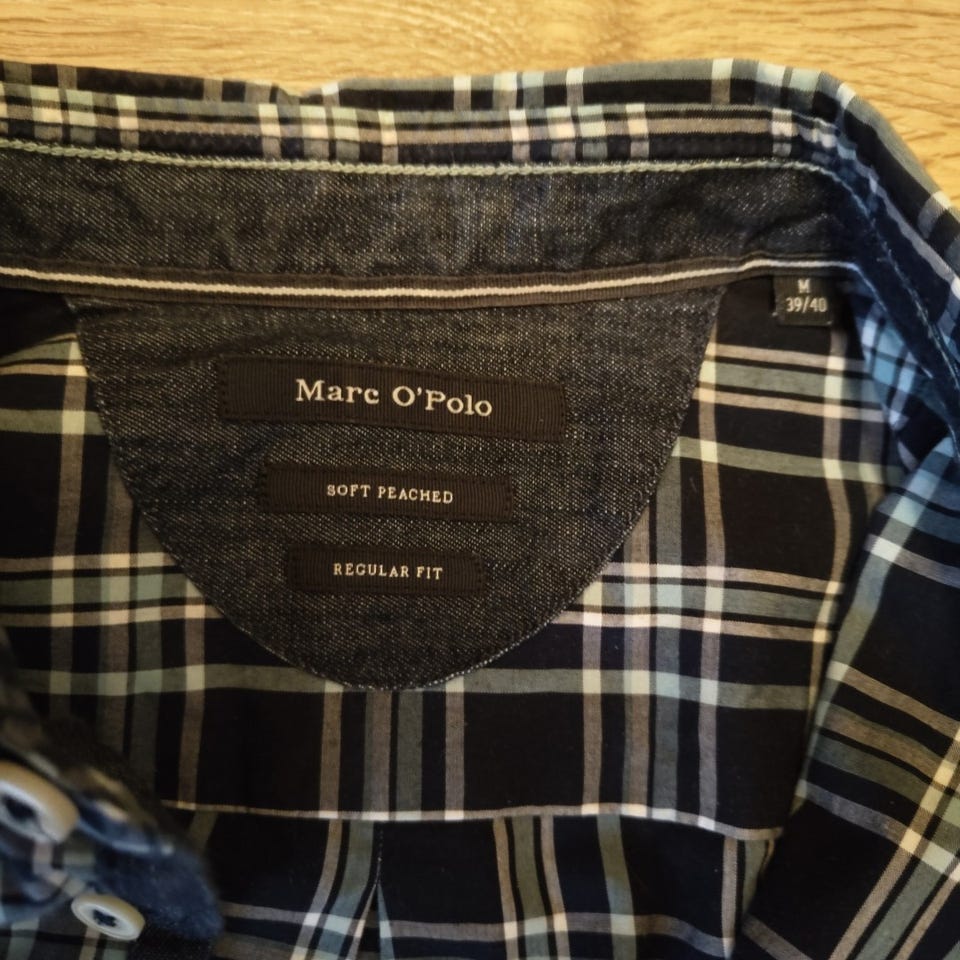 M
39/40
Marc O'Polo
SOFT PEACHED
REGULAR FIT